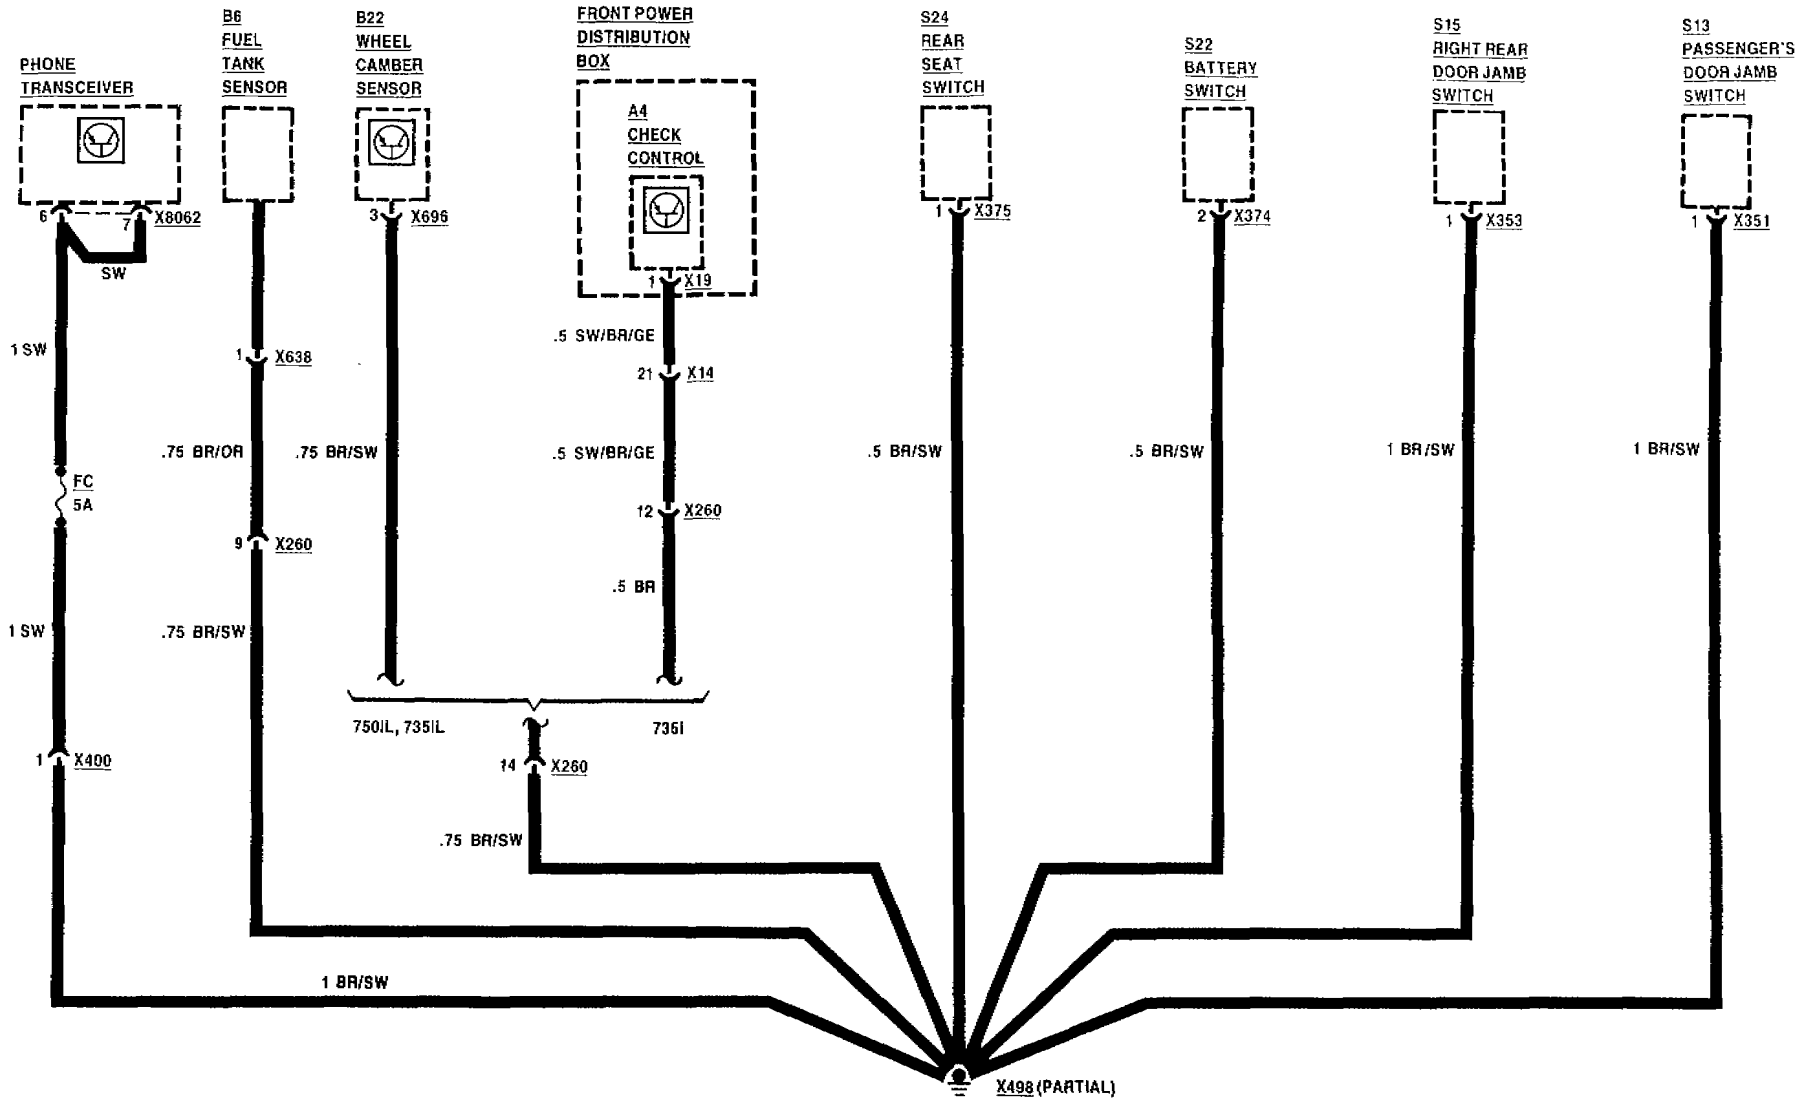 PHONE
TRANSCEIVER
B6
FUEL
TANK
SENSOR
B22
WHEEL
CAMBER
SENSOR
FRONT POWER
DISTRIBUTION
BOX
A4
CHECK
CONTROL
S24
REAR
SEAT
SWITCH
S22
BATTERY
SWITCH
S15
RIGHT REAR
DOOR JAMB
SWITCH
S13
PASSENGER'S
DOOR JAMB
SWITCH
6 7 X8062
3 X696
1 X19
1 X375
2 X374
1 X353
1 X351
SW
1 SW
1 X638
.5 SW/BR/GE
21 X14
.75 BR/OR
.75 BR/SW
.5 SW/BR/GE
.5 BR/SW
.5 BR/SW
1 BR/SW
1 BR/SW
FC
5A
12 X260
9 X260
.5 BR
1 SW
.75 BR/SW
750IL, 735IL
735I
1 X400
14 X260
.75 BR/SW
1 BR/SW
X498 (PARTIAL)